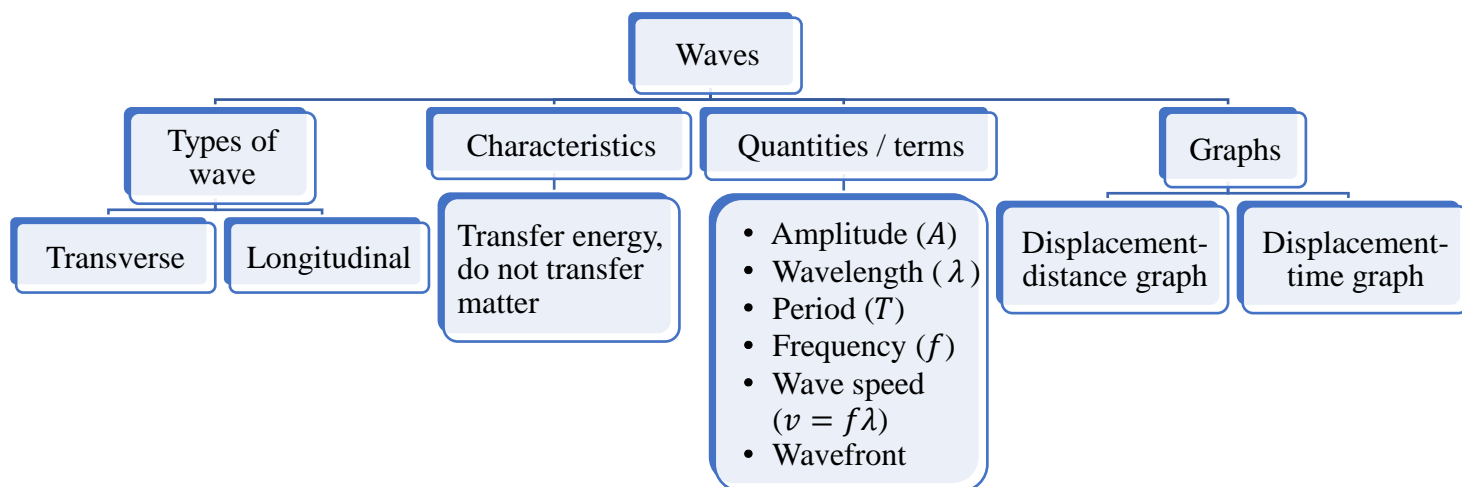 Waves
Types of
wave
Characteristics
Quantities / terms
Graphs
Transverse
Longitudinal
Transfer energy,
do not transfer
matter
• Amplitude (𝐴)
• Wavelength ( 𝜆)
• Period (𝑇)
• Frequency (𝑓)
• Wave speed
(𝑣 = 𝑓𝜆)
• Wavefront
Displacement-
distance graph
Displacement-
time graph